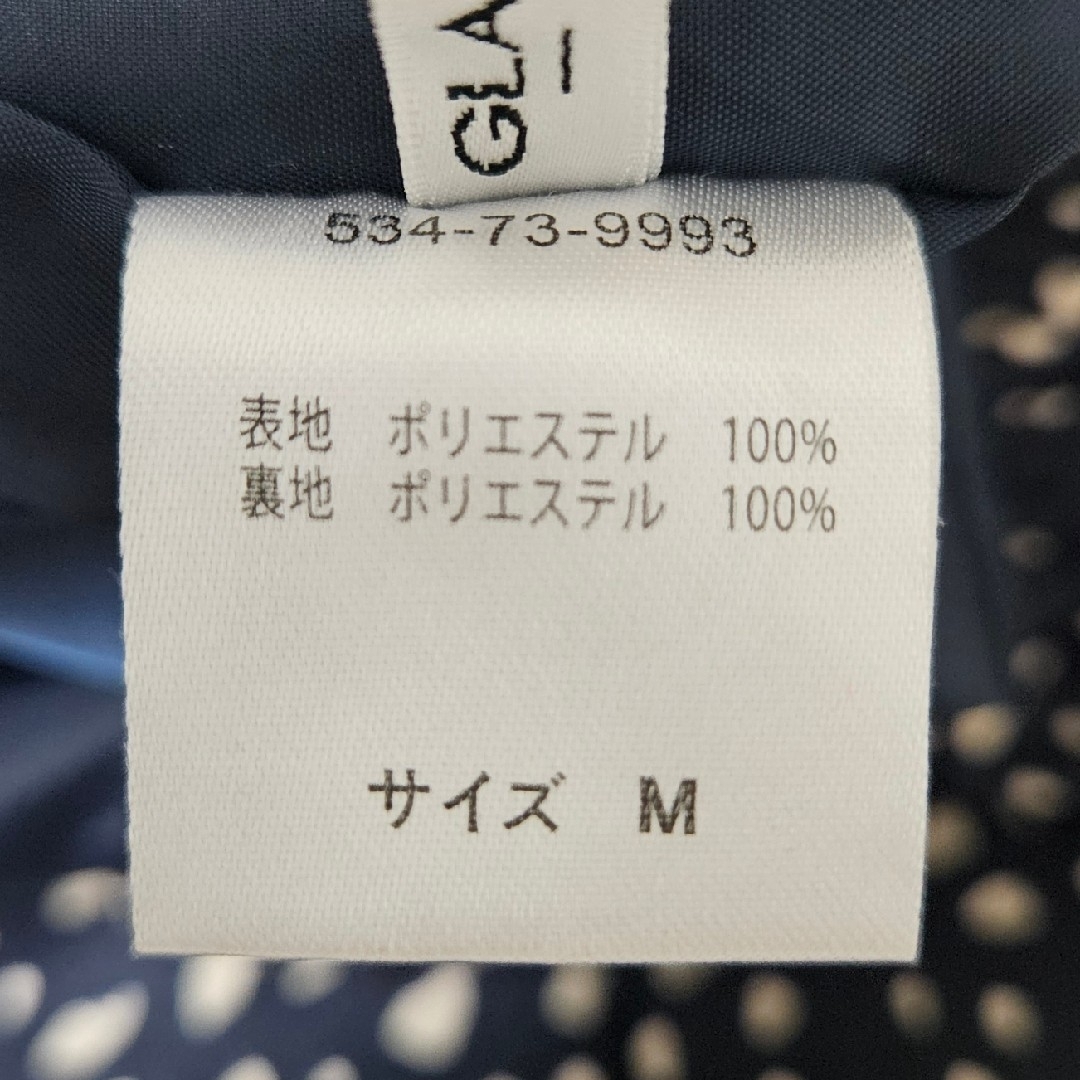 GLA
534-73-9993
表地　ポリエステル　100%
裏地　ポリエステル　100%
サイズ　M